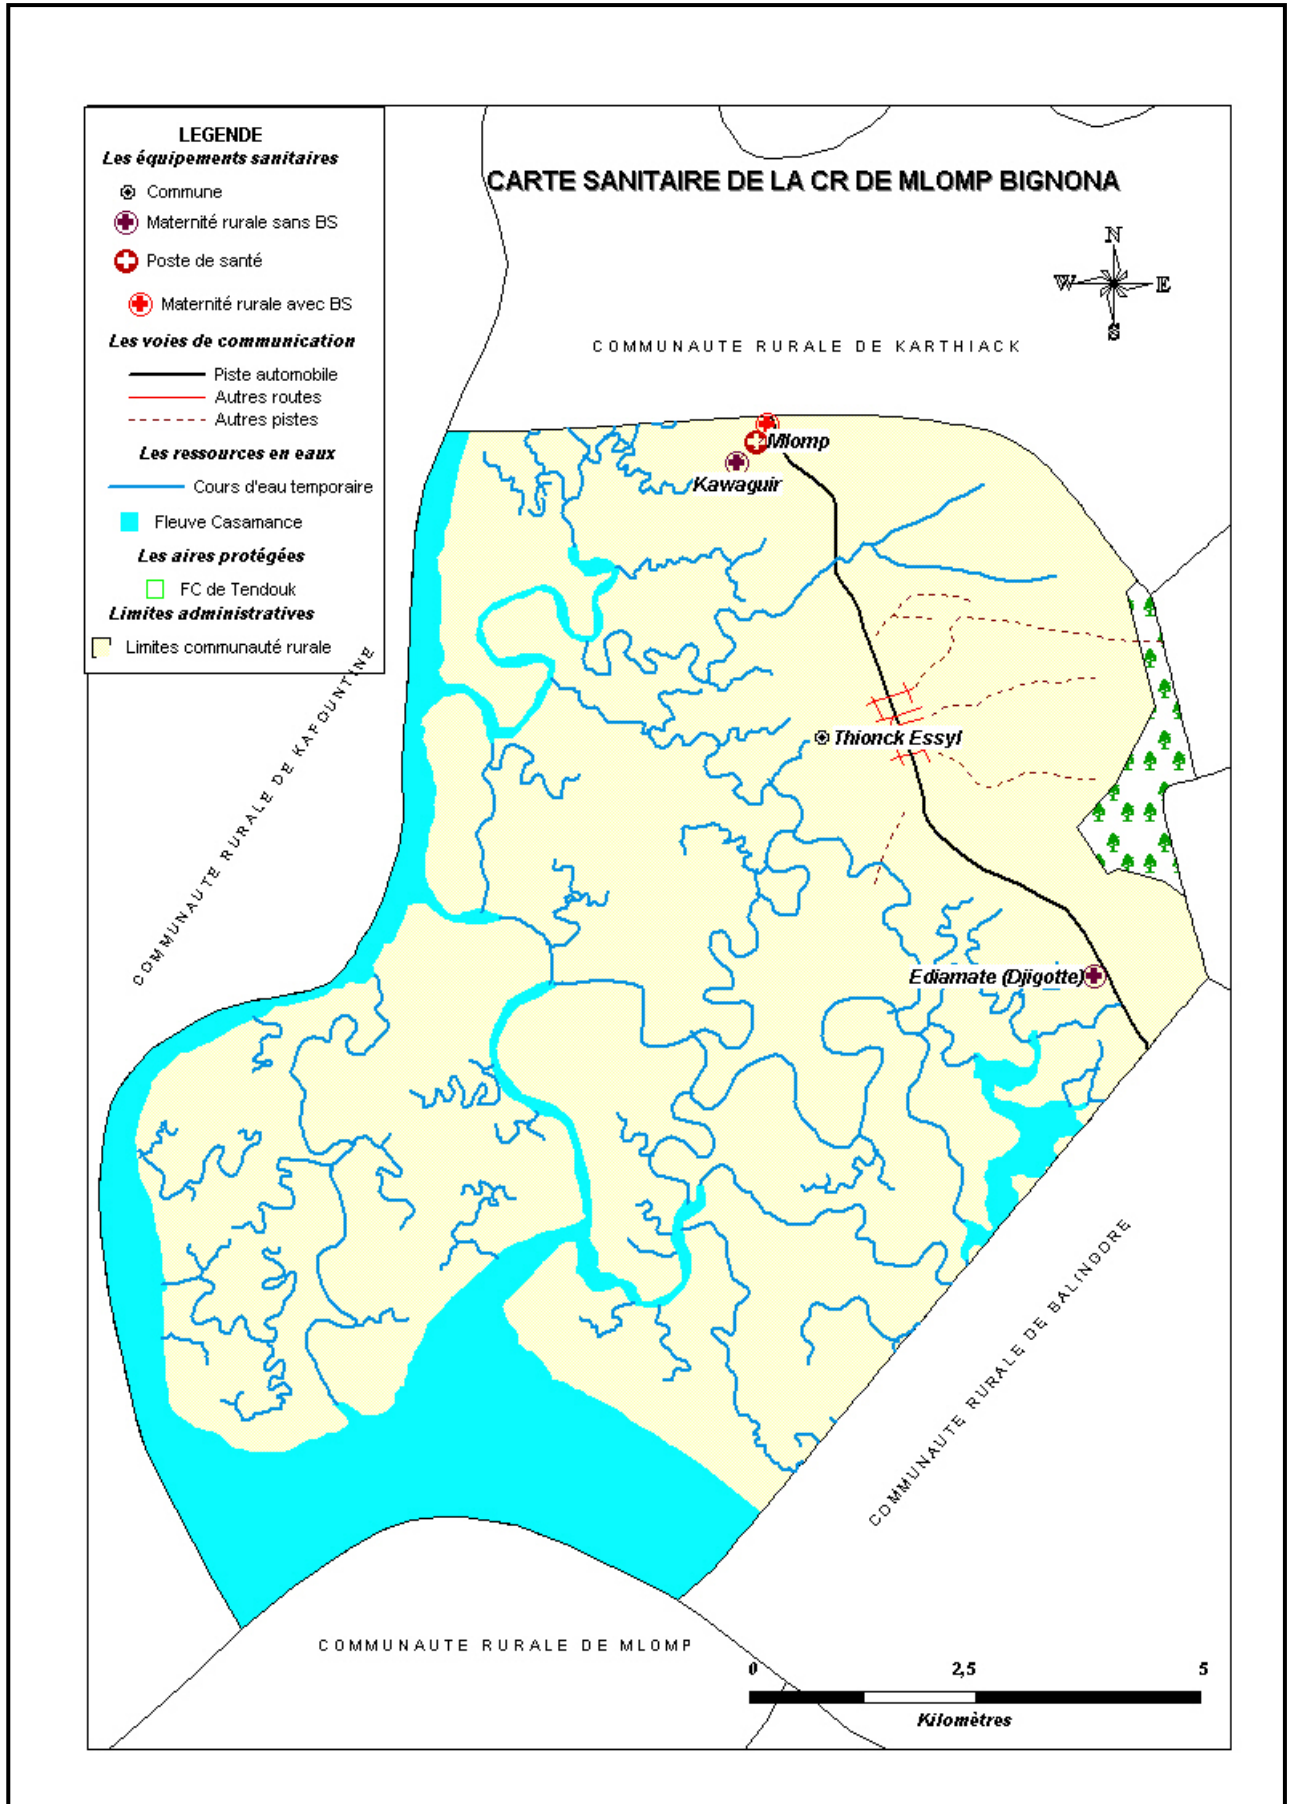 LEGENDE
Les équipements sanitaires
Commune
Maternité rurale sans BS
Poste de santé
Maternité rurale avec BS
Les voies de communication
Piste automobile
Autres routes
Autres pistes
Les ressources en eaux
Cours d'eau temporaire
Fleuve Casamance
Les aires protégées
FC de Tendouk
Limites administratives
Limites communauté rurale
CARTE SANITAIRE DE LA CR DE MLOMP BIGNONA
N
W E
S
COMMUNAUTE RURALE DE KARTHIACK
Mlomp
Kawaguir
COMMUNAUTE RURALE DE KAFOUNTINE
Thionck Essyl
Ediamate (Djigotte)
COMMUNAUTE RURALE DE BALINGORE
COMMUNAUTE RURALE DE MLOMP
0 2,5 5
Kilomètres